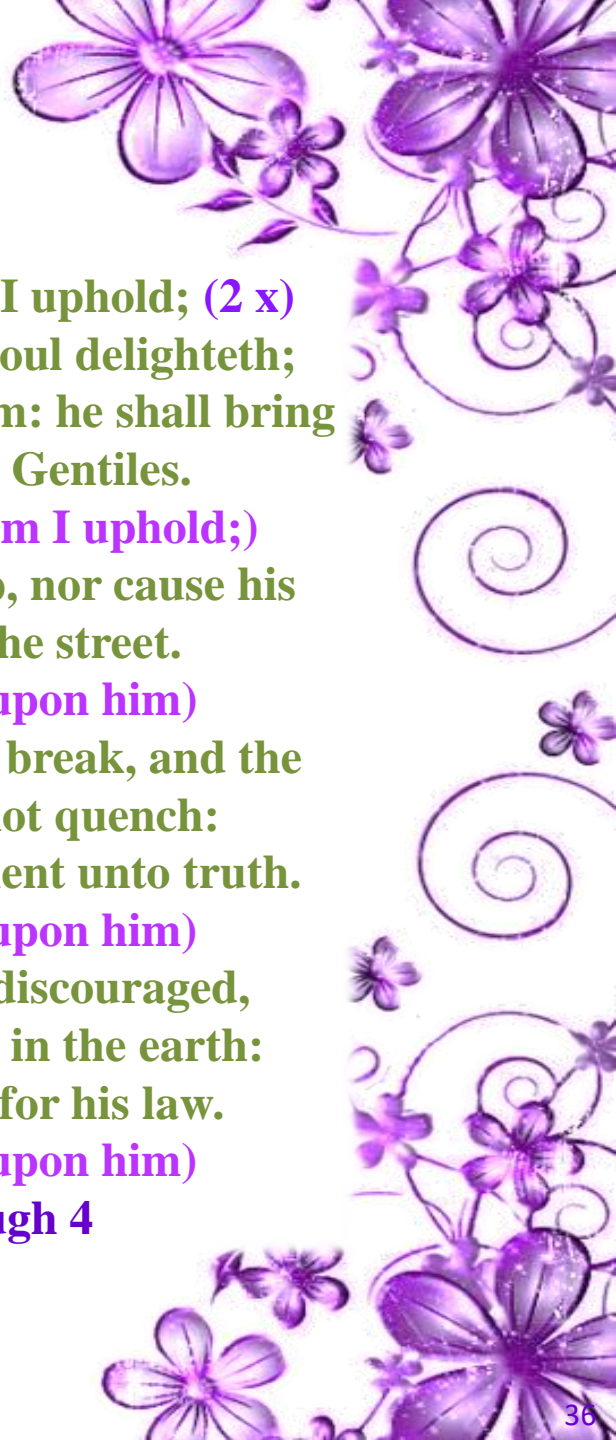 I uphold; (2 x)
oul delighteth;
m: he shall bring
Gentiles.
m I uphold;)
, nor cause his
he street.
upon him)
break, and the
ot quench:
ent unto truth.
upon him)
discouraged,
in the earth:
for his law.
upon him)
ugh 4
36